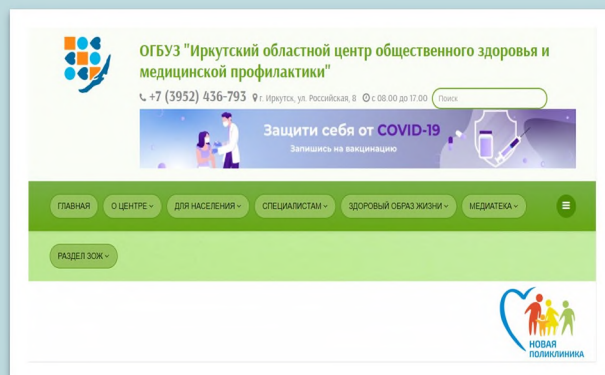 ОГБУЗ "Иркутский областной центр общественного здоровья и
медицинской профилактики"
+7 (3952) 436-793 г. Иркутск, ул. Российская, 8 с 08.00 до 17.00 Поиск
Защити себя от COVID-19
Запишись на вакцинацию
ГЛАВНАЯ О ЦЕНТРЕ ДЛЯ НАСЕЛЕНИЯ СПЕЦИАЛИСТАМ ЗДОРОВЫЙ ОБРАЗ ЖИЗНИ МЕДИАТЕКА
РАЗДЕЛ ЗОЖ
НОВАЯ
ПОЛИКЛИНИКА